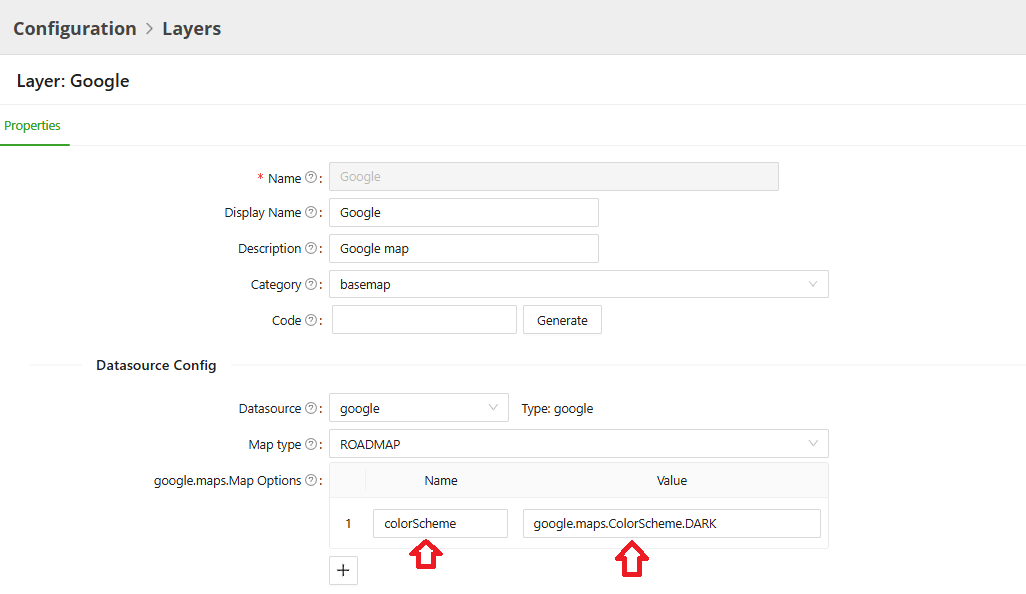 Configuration > Layers
Layer: Google
Properties
* Name ? : Google
Display Name ? : Google
Description ? : Google map
Category ? : basemap
Code ? : Generate
Datasource Config
Datasource ? : google Type: google
Map type ? : ROADMAP
google.maps.Map Options ? : Name Value
1 colorScheme google.maps.ColorScheme.DARK
+